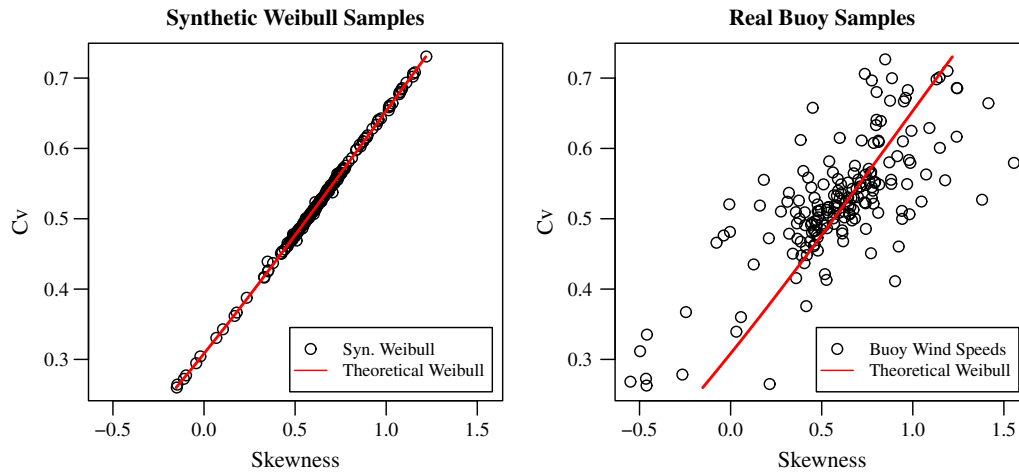 Synthetic Weibull Samples
Cv
0.7
0.6
0.5
0.4
0.3
−0.5 0.0 0.5 1.0 1.5
Skewness
Syn. Weibull
Theoretical Weibull
Real Buoy Samples
Cv
0.7
0.6
0.5
0.4
0.3
−0.5 0.0 0.5 1.0 1.5
Skewness
Buoy Wind Speeds
Theoretical Weibull